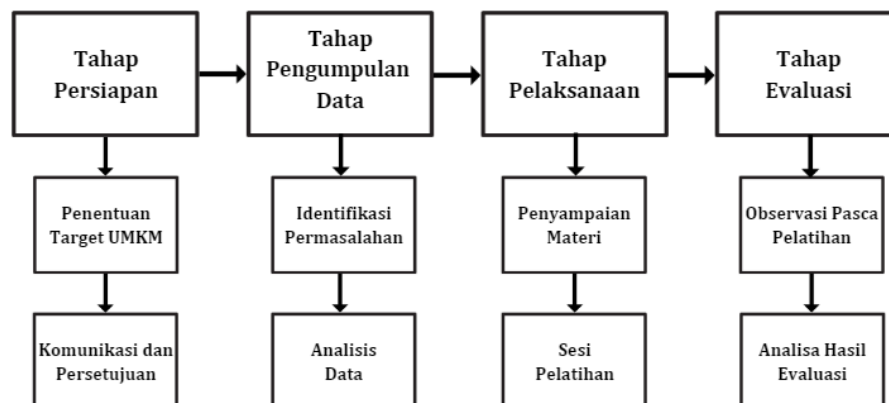 Tahap
Persiapan
Tahap
Pengumpulan
Data
Tahap
Pelaksanaan
Tahap
Evaluasi
Penentuan
Target UMKM
Identifikasi
Permasalahan
Penyampaian
Materi
Observasi Pasca
Pelatihan
Komunikasi dan
Persetujuan
Analisis
Data
Sesi
Pelatihan
Analisa Hasil
Evaluasi